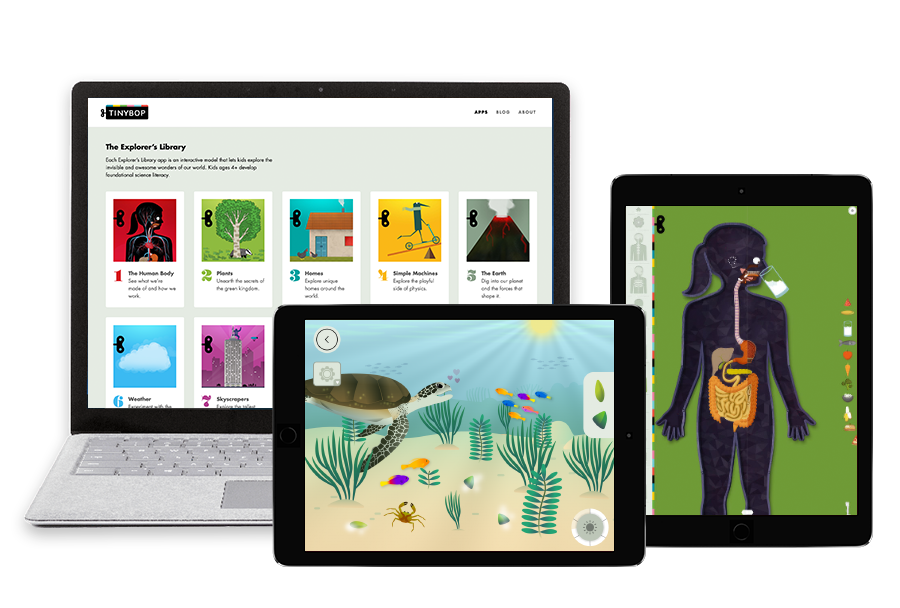 TINYBOP
APPS BLOG ABOUT
The Explorer's Library
Each Explorer's Library app is an interactive model that lets kids explore the
invisible and awesome wonders of our world. Kids ages 4+ develop
foundational science literacy.
1 The Human Body
See what we're
made of and how we
work.
2 Plants
Unearth the secrets of
the green kingdom.
3 Homes
Explore unique
homes around the
world.
4 Simple Machines
Explore the playful
side of physics.
5 The Earth
Dig into our planet
and the forces that
shape it.
6 Weather
Experiment with the
7 Skyscrapers
Explore the tallest